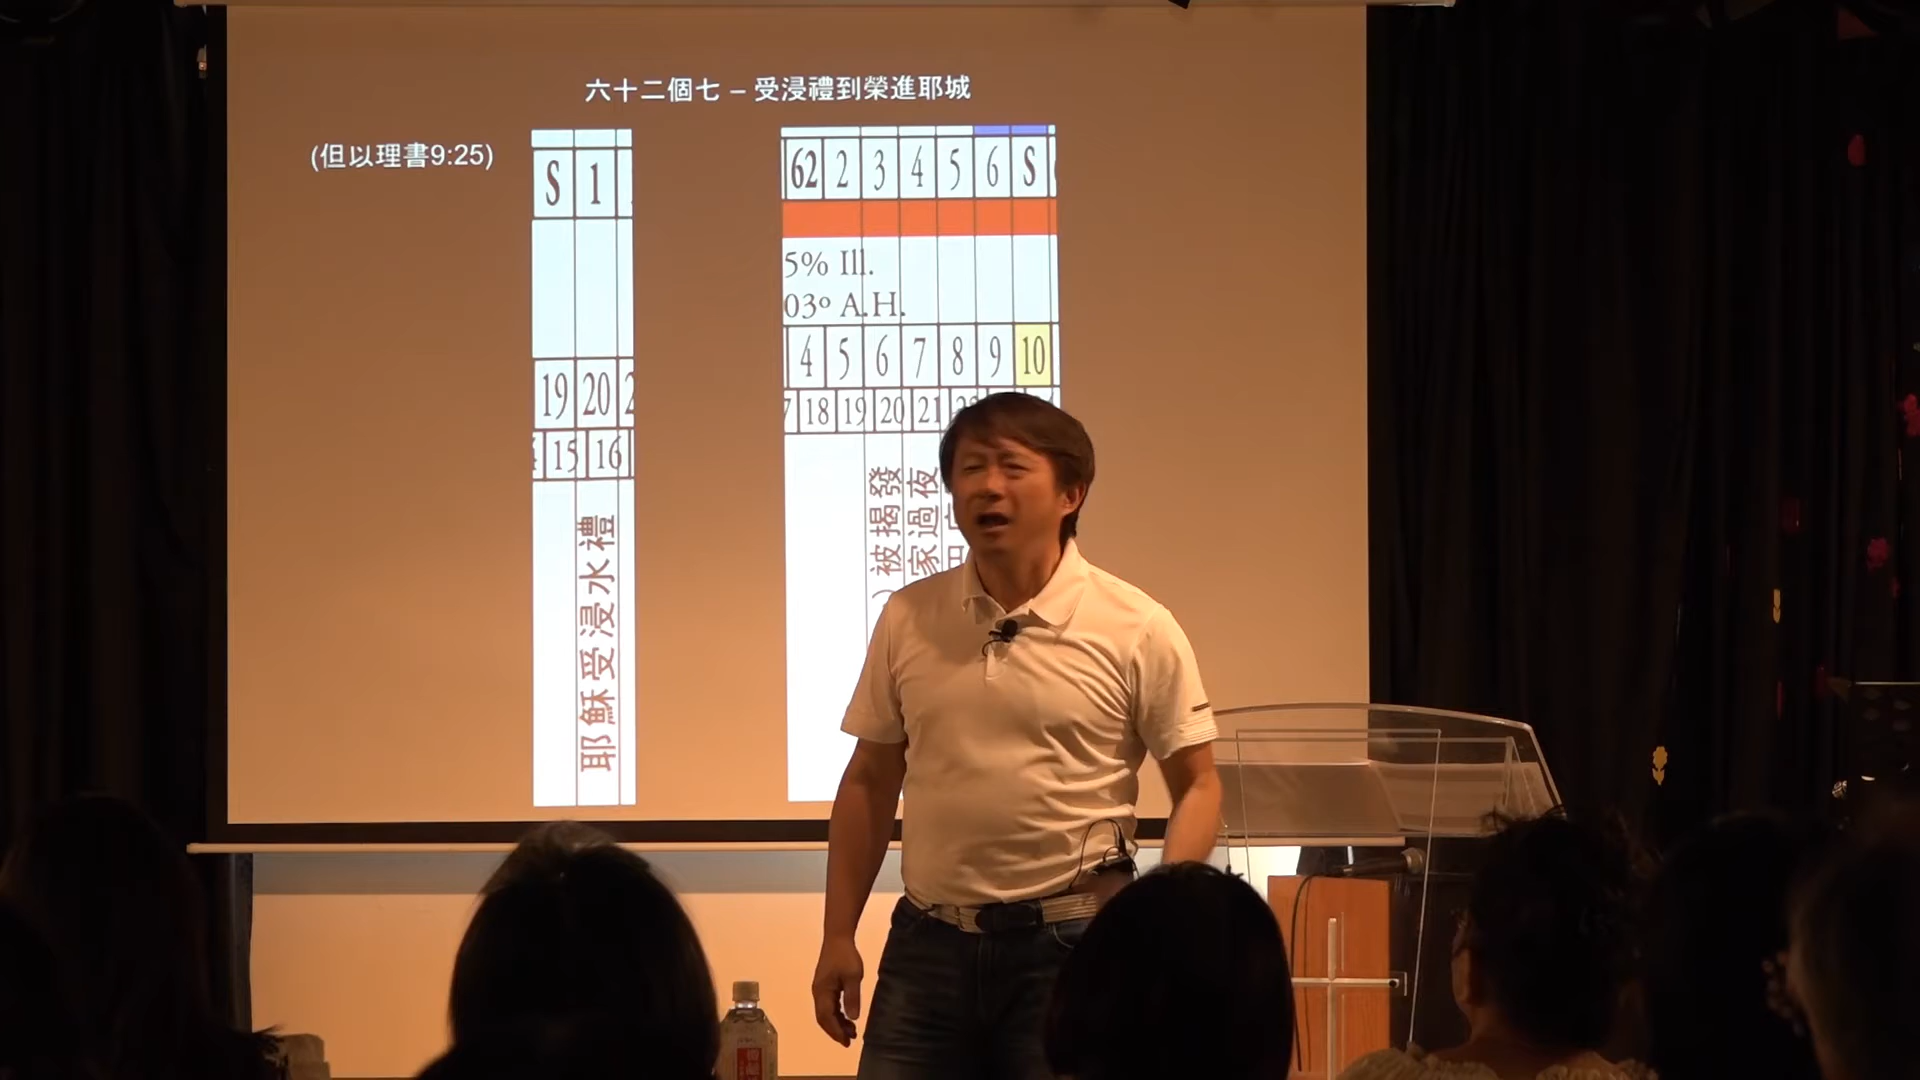 六十二個七 – 受浸禮到榮進耶城
(但以理書9:25)
S 1
19 20
15 16
耶穌受浸水禮
62 2 3 4 5 6 S
5% Ill.
03º A.H.
4 5 6 7 8 9 10
18 19 20 21
被揭發
家過夜